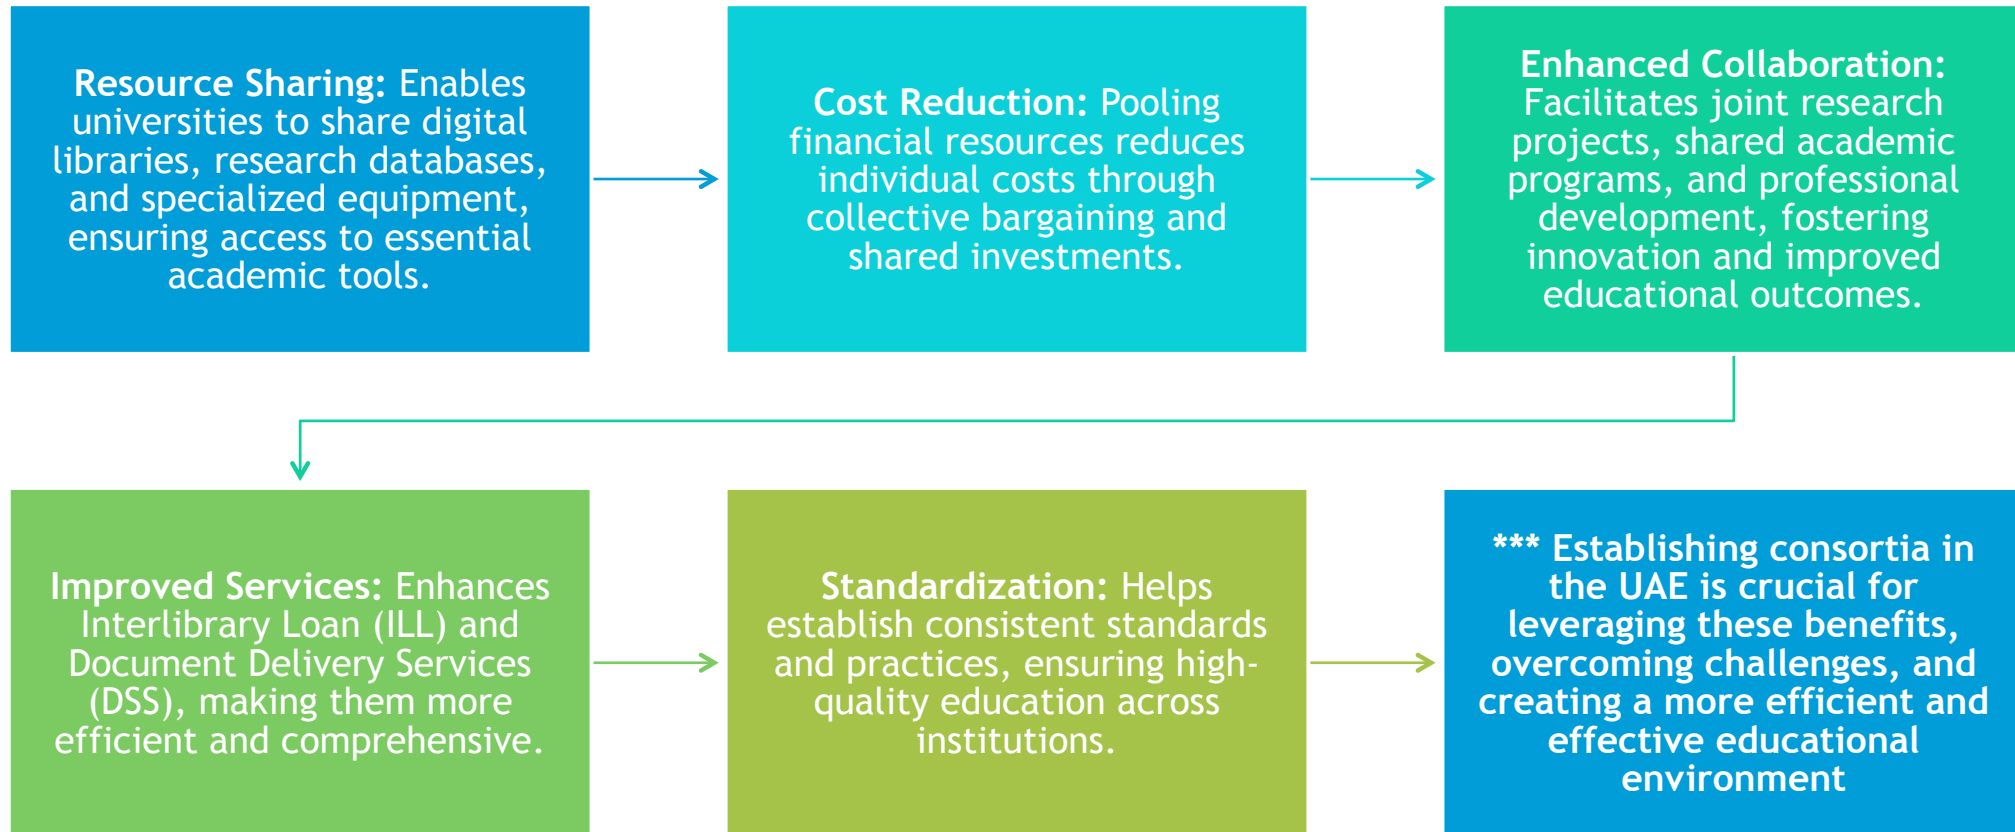 Resource Sharing: Enables
universities to share digital
libraries, research databases,
and specialized equipment,
ensuring access to essential
academic tools.
Cost Reduction: Pooling
financial resources reduces
individual costs through
collective bargaining and
shared investments.
Enhanced Collaboration:
Facilitates joint research
projects, shared academic
programs, and professional
development, fostering
innovation and improved
educational outcomes.
Improved Services: Enhances
Interlibrary Loan (ILL) and
Document Delivery Services
(DSS), making them more
efficient and comprehensive.
Standardization: Helps
establish consistent standards
and practices, ensuring high-
quality education across
institutions.
*** Establishing consortia in
the UAE is crucial for
leveraging these benefits,
overcoming challenges, and
creating a more efficient and
effective educational
environment